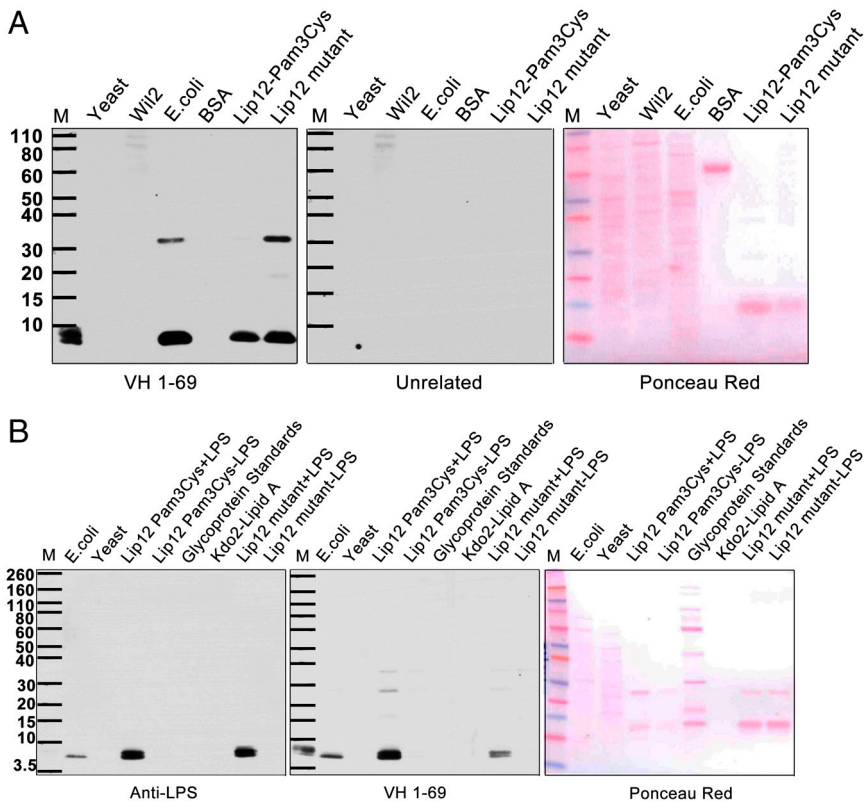 A
M Yeast Wil2 E.coli BSA Lip12-Pam3Cys Lip12 mutant
M Yeast Wil2 E.coli BSA Lip12-Pam3Cys Lip12 mutant
M Yeast Wil2 E.coli BSA Lip12-Pam3Cys Lip12 mutant
110
80
60
50
40
30
20
15
10
VH 1-69 Unrelated Ponceau Red
B
M E.coli Yeast Lip12 Pam3Cys+LPS Lip12 Pam3Cys-LPS Glycoprotein Standards Kdo2-Lipid A Lip12 mutant+LPS Lip12 mutant-LPS
M E.coli Yeast Lip12 Pam3Cys+LPS Lip12 Pam3Cys-LPS Glycoprotein Standards Kdo2-Lipid A Lip12 mutant+LPS Lip12 mutant-LPS
M E.coli Yeast Lip12 Pam3Cys+LPS Lip12 Pam3Cys-LPS Glycoprotein Standards Kdo2-Lipid A Lip12 mutant+LPS Lip12 mutant-LPS
260
160
110
80
60
50
40
30
20
15
10
3.5
Anti-LPS VH 1-69 Ponceau Red